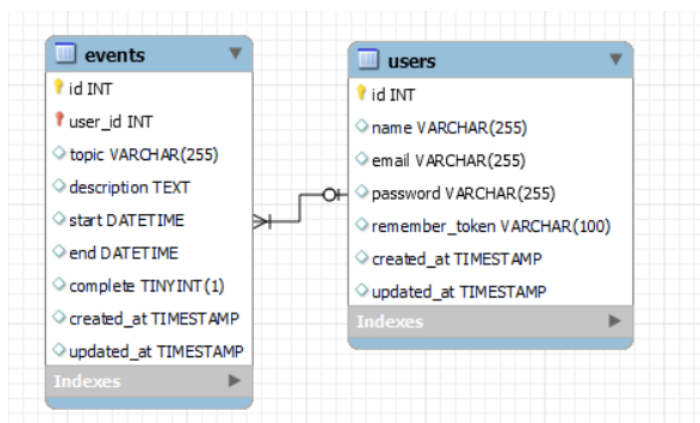 events
id INT
user_id INT
topic VARCHAR(255)
description TEXT
start DATETIME
end DATETIME
complete TINYINT(1)
created_at TIMESTAMP
updated_at TIMESTAMP
Indexes
users
id INT
name VARCHAR(255)
email VARCHAR(255)
password VARCHAR(255)
remember_token VARCHAR(100)
created_at TIMESTAMP
updated_at TIMESTAMP
Indexes